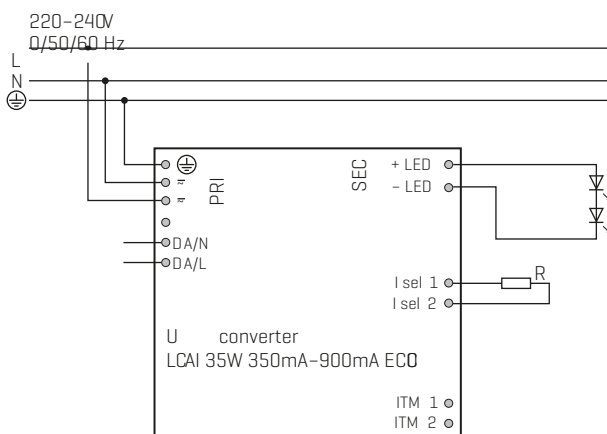 220–240V
0/50/60 Hz
L
N
PRI
SEC
+ LED
– LED
DA/N
DA/L
I sel 1
R
I sel 2
U converter
LCAI 35W 350mA–900mA ECO
ITM 1
ITM 2